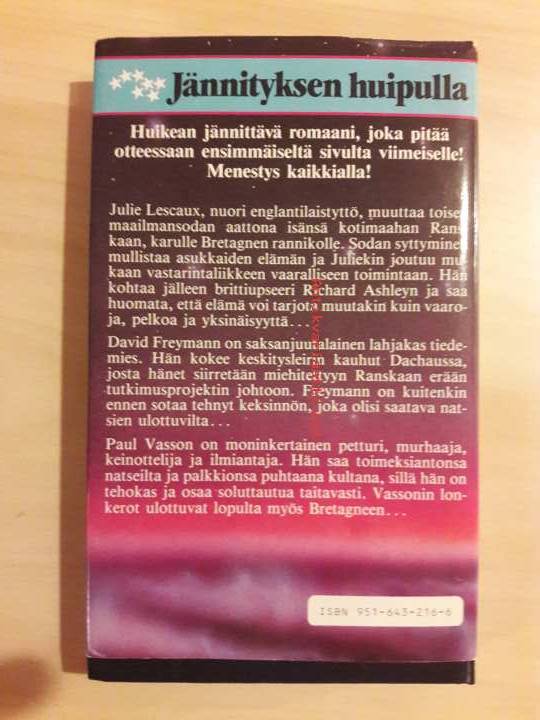 Jännityksen huipulla
Huikean jännittävä romaani, joka pitää
otteessaan ensimmäiseltä sivulta viimeiselle!
Menestys kaikkialla!
Julie Lescaux, nuori englantilaistyttö, muuttaa toise
maailmansodan aattona isänsä kotimaahan Rans
kaan, karulle Bretagnen rannikolle. Sodan syttymine
mullistaa asukkaiden elämän ja Juliekin joutuu mu
kaan vastarintaliikkeen vaaralliseen toimintaan. Hän
kohtaa jälleen brittiupseeri Richard Ashleyn ja saa
huomata, että elämä voi tarjota muutakin kuin vaaro-
ja, pelkoa ja yksinäisyyttä...
David Freymann on saksanjuutalainen lahjakas tiede-
mies. Hän kokee keskitysleirin kauhut Dachaussa,
josta hänet siirretään miehitettyyn Ranskaan erään
tutkimusprojektin johtoon. Freymann on kuitenkin
ennen sotaa tehnyt keksinnön, joka olisi saatava nat-
sien ulottuvilta...
Paul Vasson on moninkertainen petturi, murhaaja,
keinottelija ja ilmiantaja. Hän saa toimeksiantonsa
natseilta ja palkkionsa puhtaana kultana, sillä hän on
tehokas ja osaa soluttautua taitavasti. Vassonin lon-
kerot ulottuvat lopulta myös Bretagneen...
ISBN 951-643-216-6